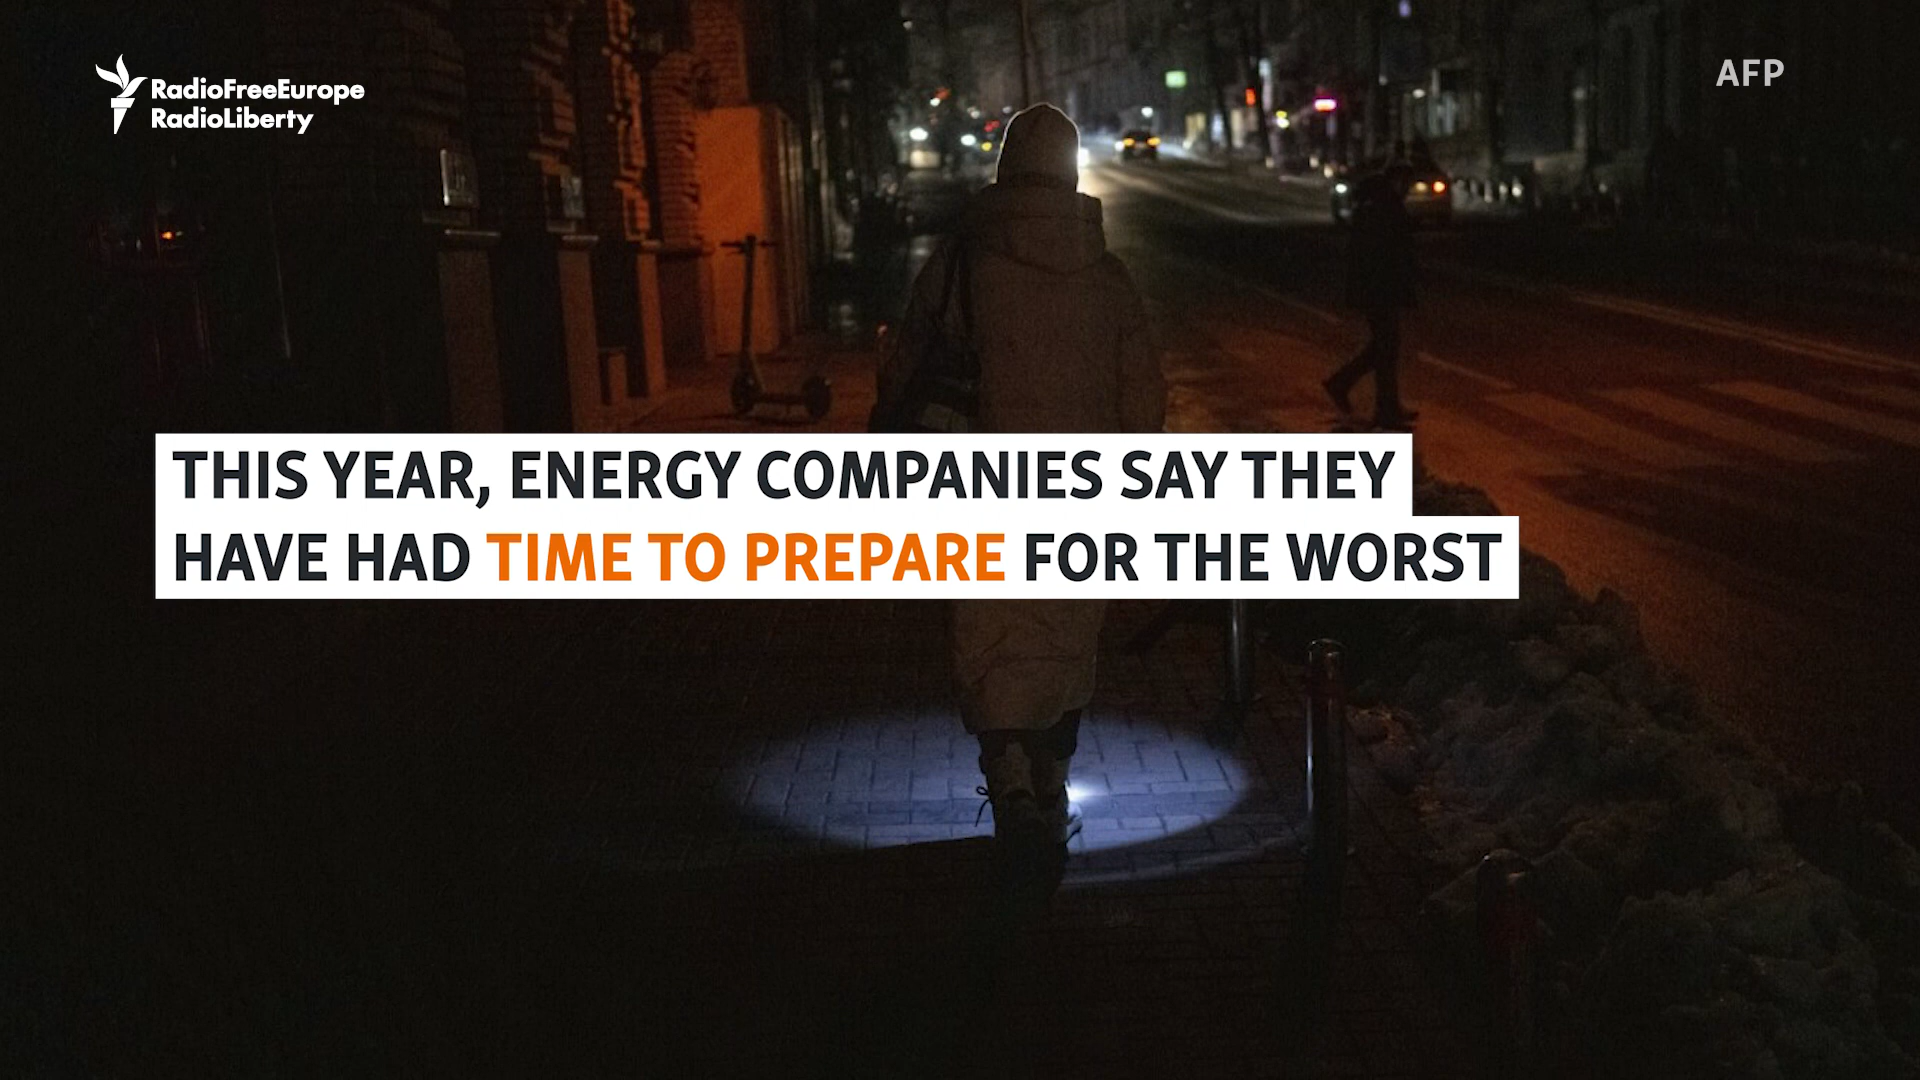 RadioFreeEurope
RadioLiberty
AFP
THIS YEAR, ENERGY COMPANIES SAY THEY
HAVE HAD TIME TO PREPARE FOR THE WORST